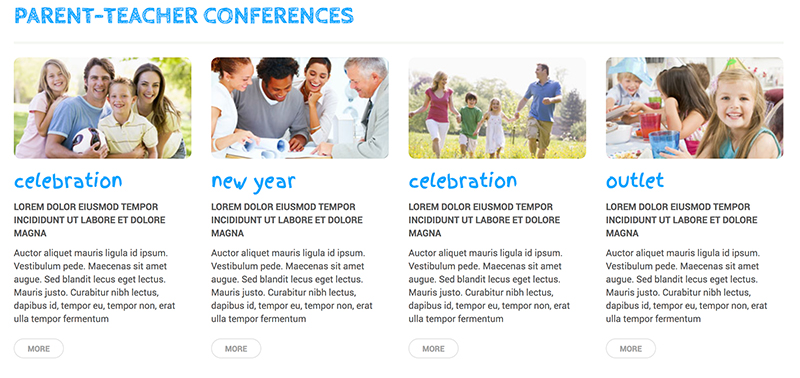 PARENT-TEACHER CONFERENCES
celebration
LOREM DOLOR EIUSMOD TEMPOR
INCIDIDUNT UT LABORE ET DOLORE
MAGNA
Auctor aliquet mauris ligula id ipsum.
Vestibulum pede. Maecenas sit amet
augue. Sed blandit lecus eget lectus.
Mauris justo. Curabitur nibh lectus,
dapibus id, tempor eu, tempor non, erat
ulla tempor fermentum
MORE
new year
LOREM DOLOR EIUSMOD TEMPOR
INCIDIDUNT UT LABORE ET DOLORE
MAGNA
Auctor aliquet mauris ligula id ipsum.
Vestibulum pede. Maecenas sit amet
augue. Sed blandit lecus eget lectus.
Mauris justo. Curabitur nibh lectus,
dapibus id, tempor eu, tempor non, erat
ulla tempor fermentum
MORE
celebration
LOREM DOLOR EIUSMOD TEMPOR
INCIDIDUNT UT LABORE ET DOLORE
MAGNA
Auctor aliquet mauris ligula id ipsum.
Vestibulum pede. Maecenas sit amet
augue. Sed blandit lecus eget lectus.
Mauris justo. Curabitur nibh lectus,
dapibus id, tempor eu, tempor non, erat
ulla tempor fermentum
MORE
outlet
LOREM DOLOR EIUSMOD TEMPOR
INCIDIDUNT UT LABORE ET DOLORE
MAGNA
Auctor aliquet mauris ligula id ipsum.
Vestibulum pede. Maecenas sit amet
augue. Sed blandit lecus eget lectus.
Mauris justo. Curabitur nibh lectus,
dapibus id, tempor eu, tempor non, erat
ulla tempor fermentum
MORE